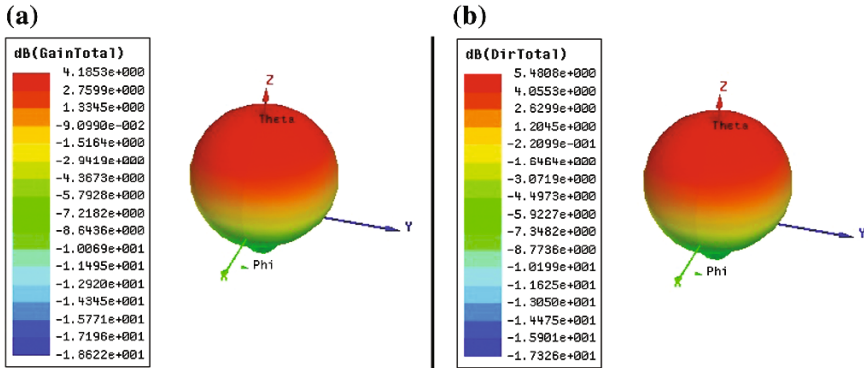 (a)
dB(GainTotal)
4.1853e+000
2.7599e+000
1.3345e+000
-9.0990e-002
-1.5164e+000
-2.9419e+000
-4.3673e+000
-5.7928e+000
-7.2182e+000
-8.6436e+000
-1.0069e+001
-1.1495e+001
-1.2920e+001
-1.4345e+001
-1.5771e+001
-1.7196e+001
-1.8622e+001
Z
Theta
Y
X
Phi
(b)
dB(DirTotal)
5.4808e+000
4.0553e+000
2.6299e+000
1.2045e+000
-2.2099e-001
-1.6464e+000
-3.0719e+000
-4.4973e+000
-5.9227e+000
-7.3482e+000
-8.7736e+000
-1.0199e+001
-1.1625e+001
-1.3050e+001
-1.4475e+001
-1.5901e+001
-1.7326e+001
Z
Theta
Y
X
Phi